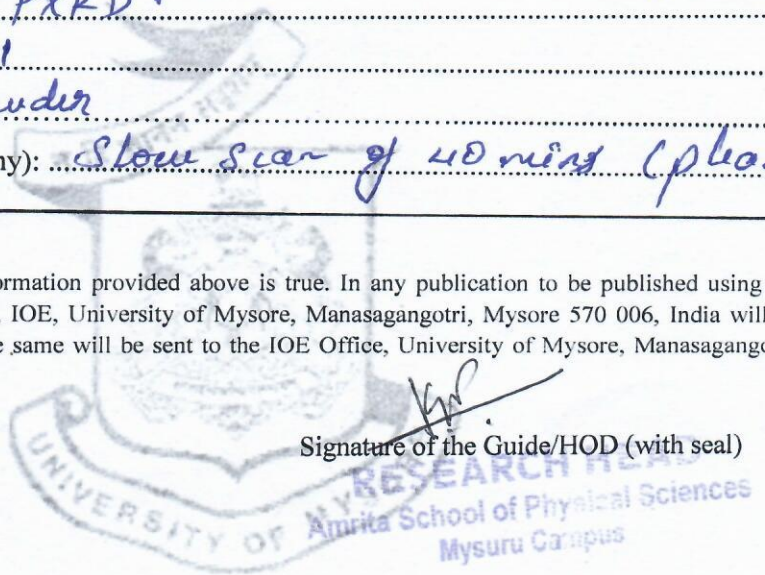 PXRD
1
ny): Slow Scan of 40 mins (plea
ormation provided above is true. In any publication to be published using
IOE, University of Mysore, Manasagangotri, Mysore 570 006, India will
e same will be sent to the IOE Office, University of Mysore, Manasagango
Signature of the Guide/HOD (with seal)
RESEARCH HEAD
Amrita School of Physical Sciences
Mysuru Campus
UNIVERSITY OF MYS